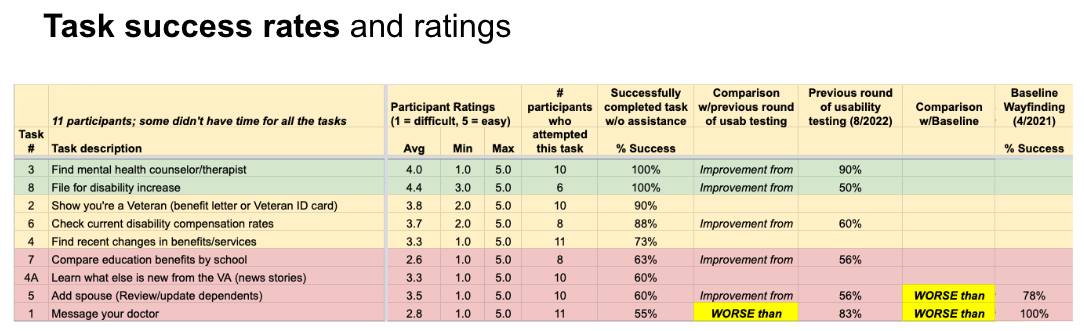 Task success rates and ratings
Task # 11 participants; some didn't have time for all the tasks Task description Participant Ratings (1 = difficult, 5 = easy) Avg Min Max # participants who attempted this task Successfully completed task w/o assistance % Success Comparison w/previous round of usab testing Previous round of usability testing (8/2022) Comparison w/Baseline Baseline Wayfinding (4/2021) % Success
3 Find mental health counselor/therapist 4.0 1.0 5.0 10 100% Improvement from 90%
8 File for disability increase 4.4 3.0 5.0 6 100% Improvement from 50%
2 Show you're a Veteran (benefit letter or Veteran ID card) 3.8 2.0 5.0 10 90%
6 Check current disability compensation rates 3.7 2.0 5.0 8 88% Improvement from 60%
4 Find recent changes in benefits/services 3.3 1.0 5.0 11 73%
7 Compare education benefits by school 2.6 1.0 5.0 8 63% Improvement from 56%
4A Learn what else is new from the VA (news stories) 3.3 1.0 5.0 10 60%
5 Add spouse (Review/update dependents) 3.5 1.0 5.0 10 60% Improvement from 56% WORSE than 78%
1 Message your doctor 2.8 1.0 5.0 11 55% WORSE than 83% WORSE than 100%